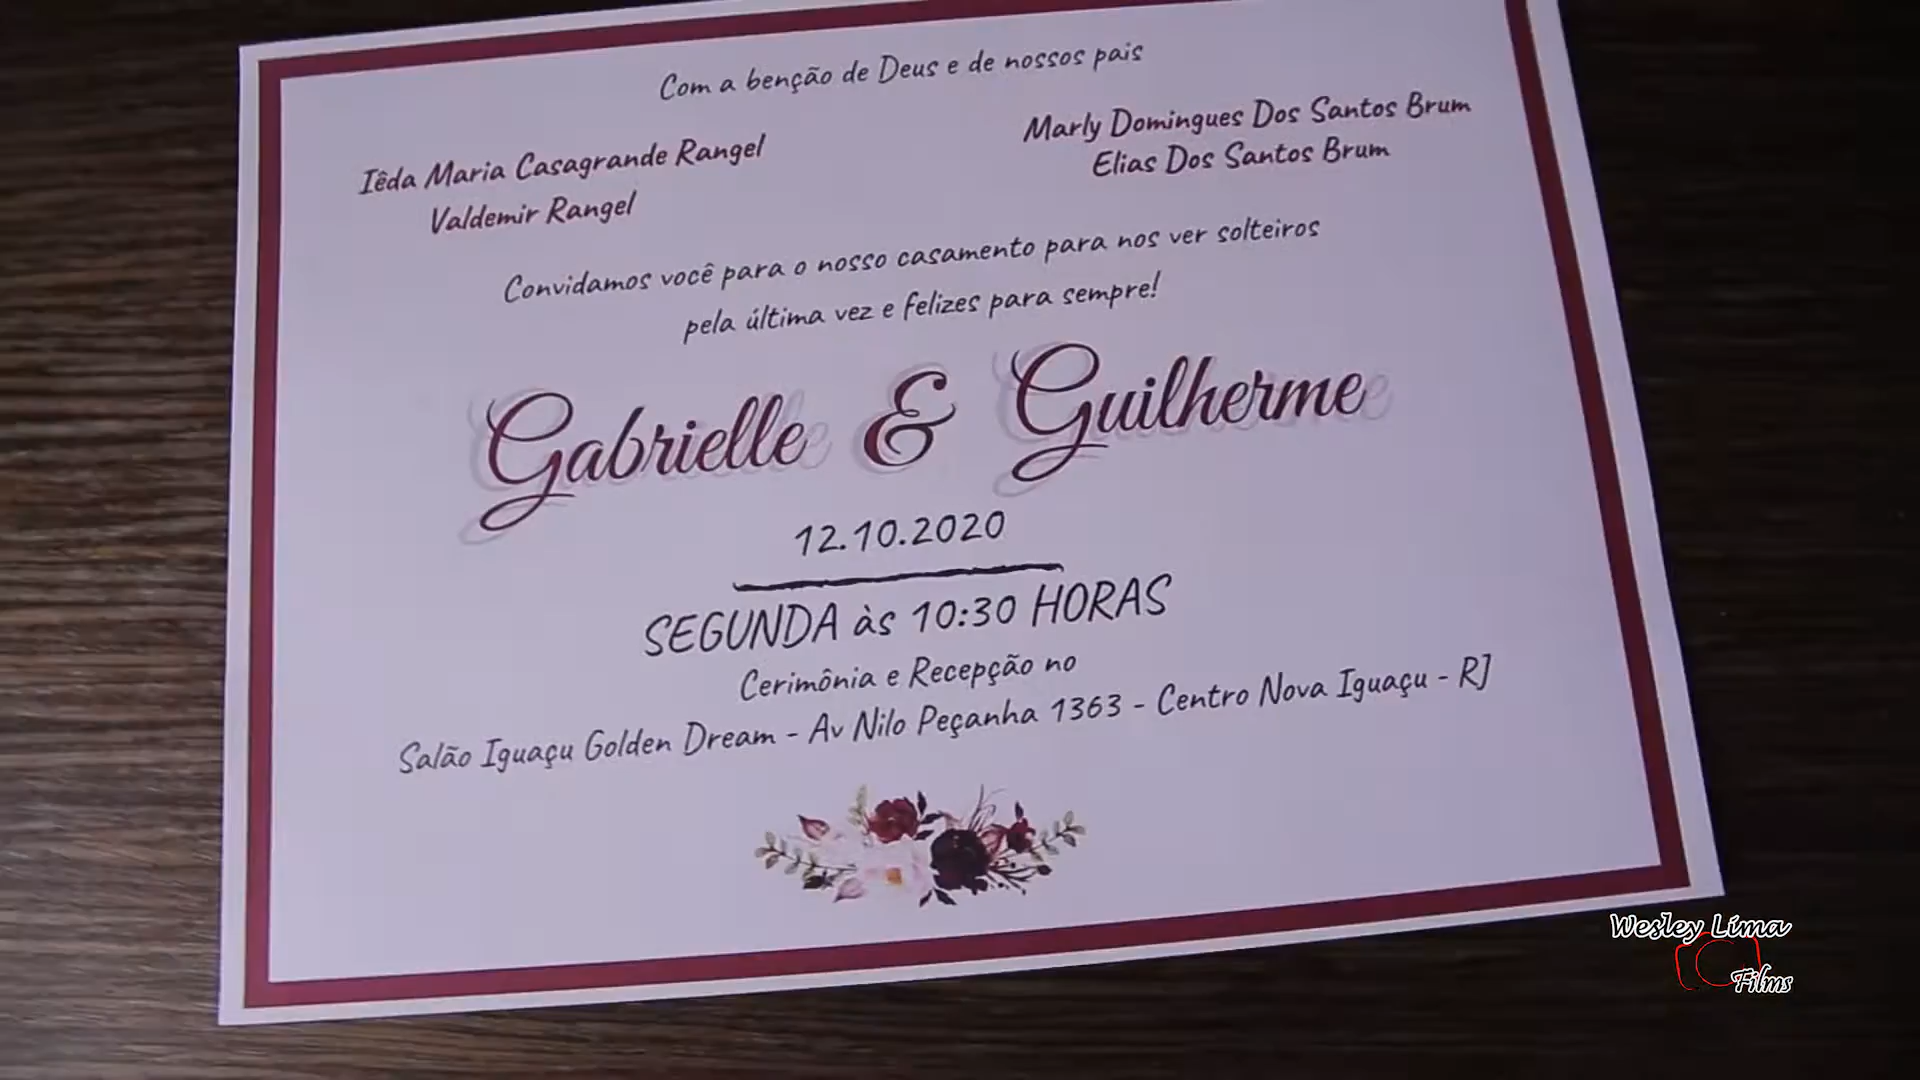 Com a benção de Deus e de nossos pais
Iêda Maria Casagrande Rangel
Valdemir Rangel
Marly Domingues Dos Santos Brum
Elias Dos Santos Brum
Convidamos você para o nosso casamento para nos ver solteiros
pela última vez e felizes para sempre!
Gabrielle & Guilherme
12.10.2020
SEGUNDA às 10:30 HORAS
Cerimônia e Recepção no
Salão Iguaçu Golden Dream - Av Nilo Peçanha 1363 - Centro Nova Iguaçu - RJ
Wesley Lima
Films